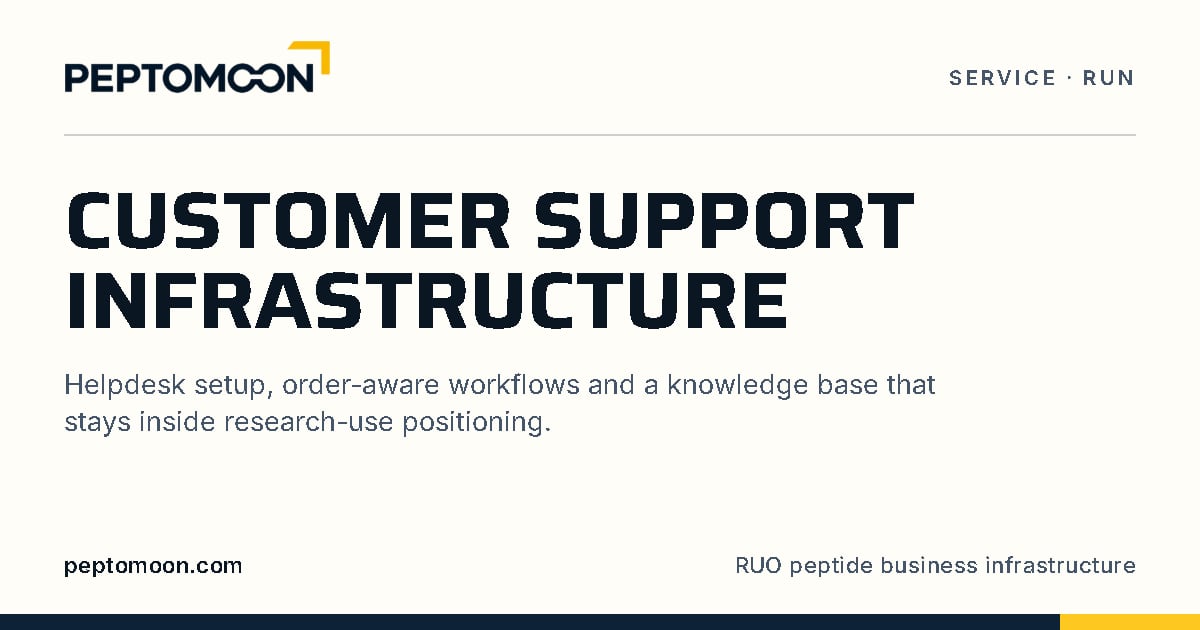 PEPTOMOON
SERVICE · RUN
CUSTOMER SUPPORT
INFRASTRUCTURE
Helpdesk setup, order-aware workflows and a knowledge base that
stays inside research-use positioning.
peptomoon.com
RUO peptide business infrastructure